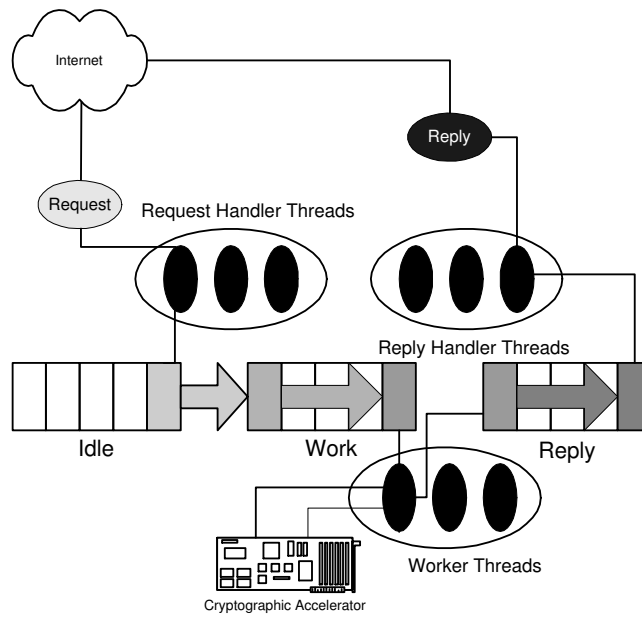 Internet
Reply
Request
Request Handler Threads
Reply Handler Threads
Idle
Work
Reply
Worker Threads
Cryptographic Accelerator